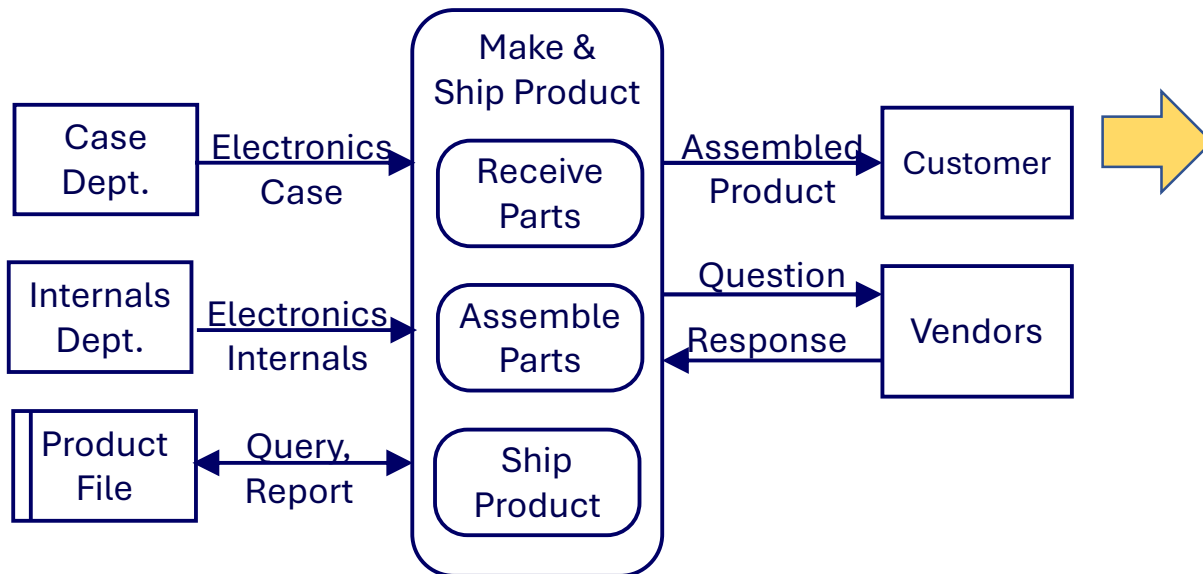 Make &
Ship Product
Case
Dept.
Electronics
Case
Receive
Parts
Assembled
Product
Customer
Internals
Dept.
Electronics
Internals
Assemble
Parts
Question
Response
Vendors
Product
File
Query,
Report
Ship
Product